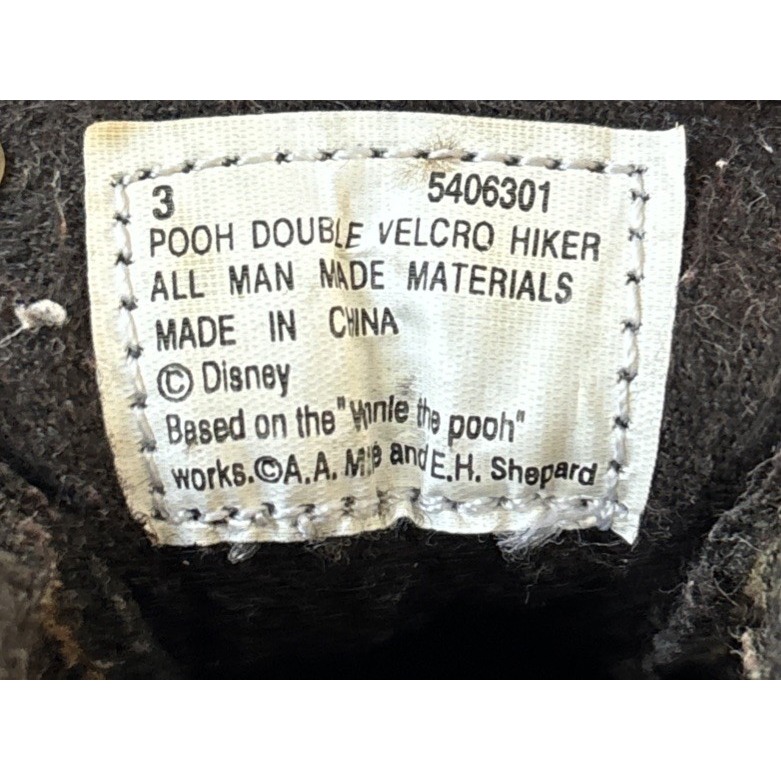 3 5406301
POOH DOUBLE VELCRO HIKER
ALL MAN MADE MATERIALS
MADE IN CHINA
© Disney
Based on the "Winnie the pooh"
works.©A.A. Milne and E.H. Shepard